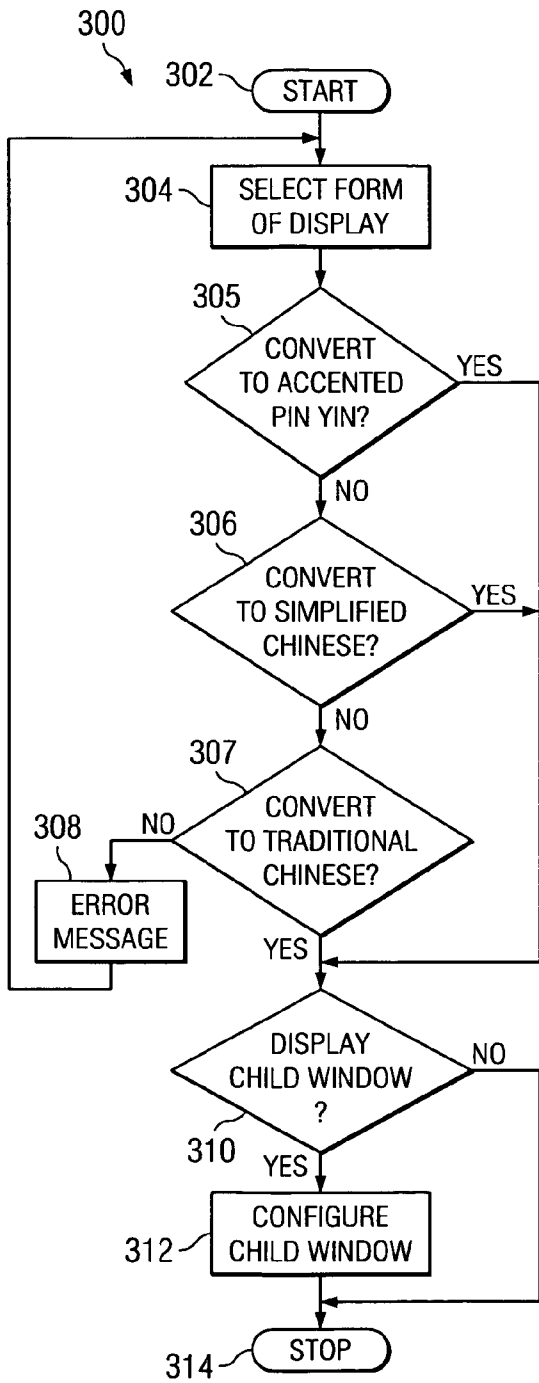 300
302
START
304
SELECT FORM
OF DISPLAY
305
CONVERT
TO ACCENTED
PIN YIN?
YES
NO
306
CONVERT
TO SIMPLIFIED
CHINESE?
YES
NO
307
CONVERT
TO TRADITIONAL
CHINESE?
NO
308
ERROR
MESSAGE
YES
DISPLAY
CHILD WINDOW
?
NO
310
YES
312
CONFIGURE
CHILD WINDOW
314
STOP